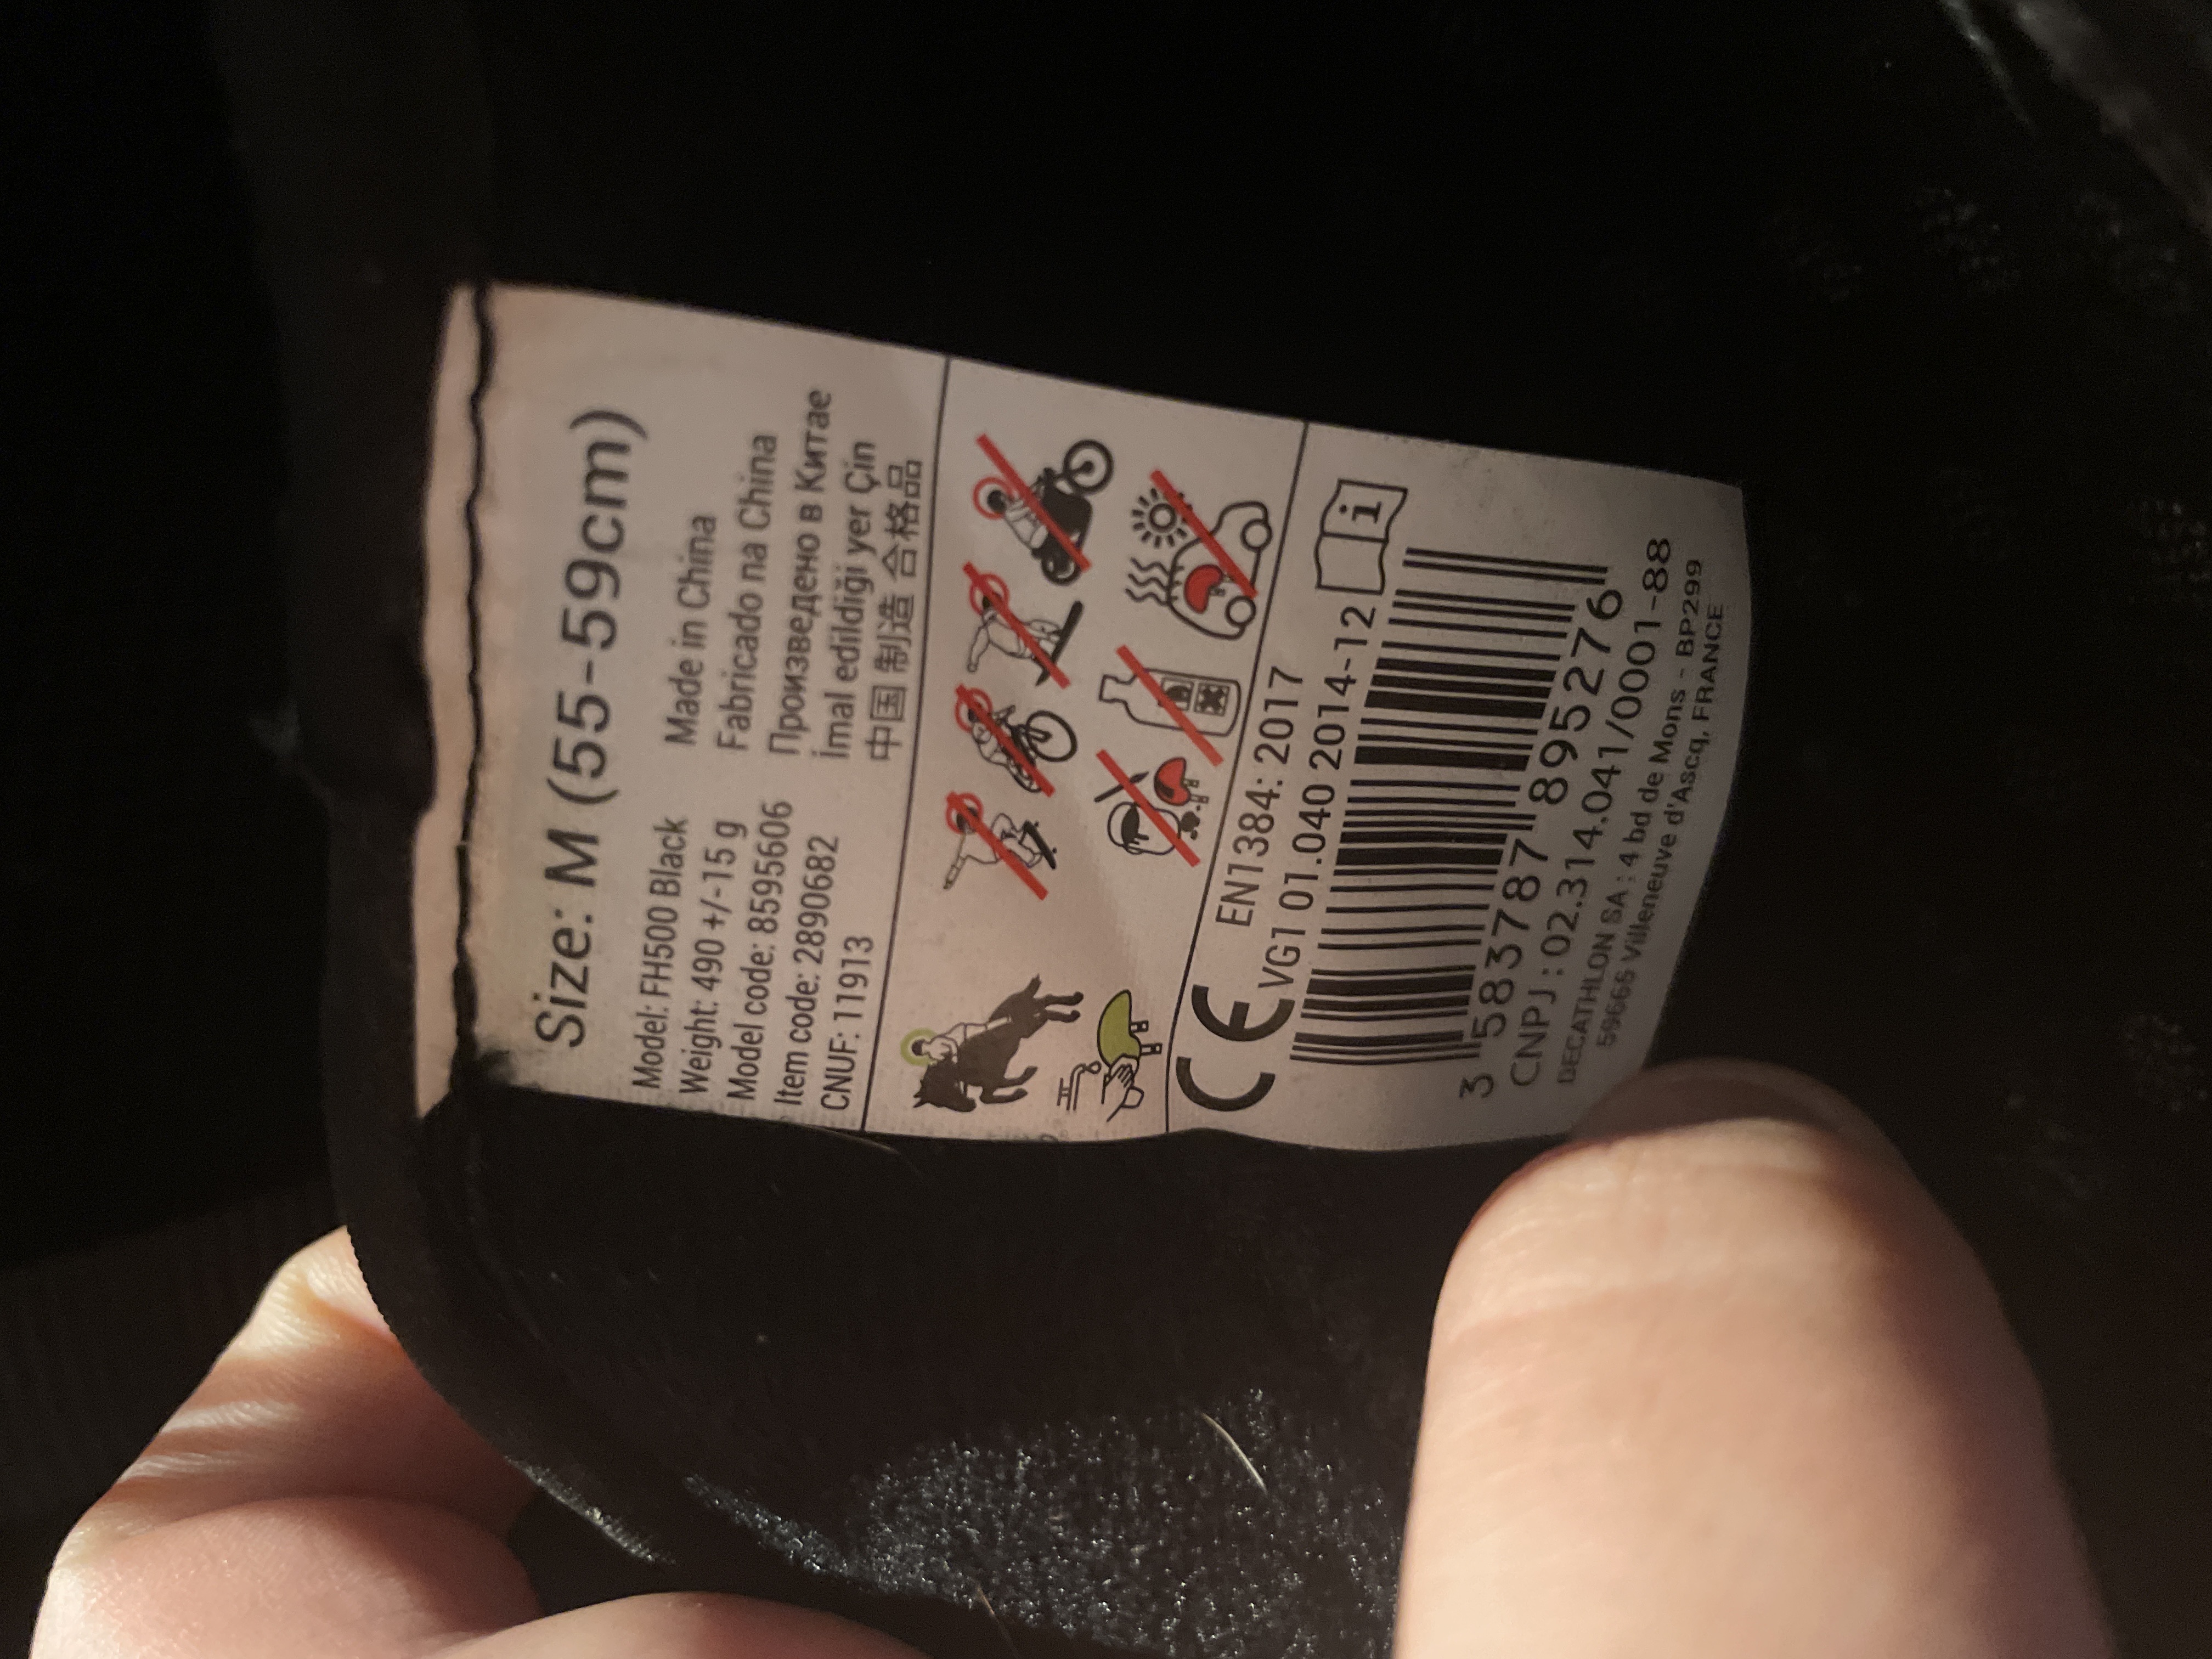 Size: M (55-59cm)
Model: FH500 Black
Weight: 490 +/-15 g
Model code: 8595606
Item code: 2890682
CNUF: 11913
Made in China
Fabricado na China
Произведено в Китае
İmal edildiği yer Çin
中国 制造 合格品
CE
EN1384: 2017
VG1 01.040 2014-12
i
3 583787 895276
CNPJ : 02.314.041/0001-88
DECATHLON SA : 4 bd de Mons - BP299
59665 Villeneuve d'Ascq, FRANCE